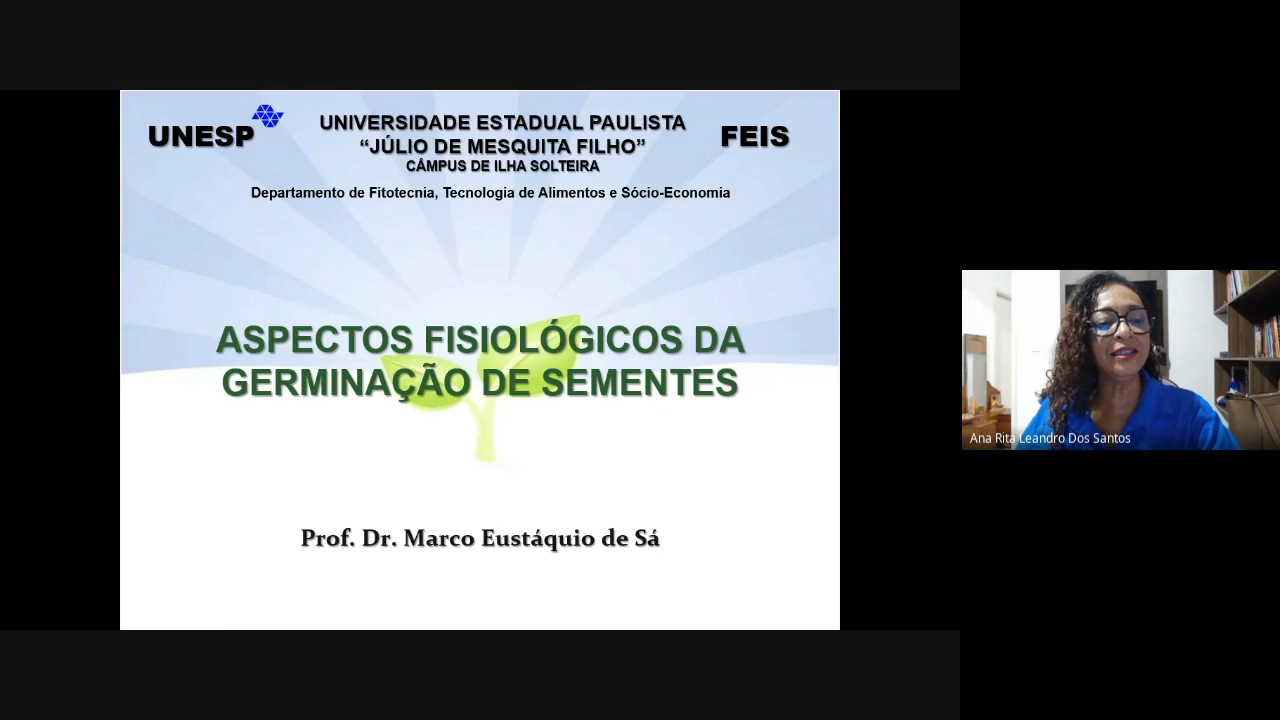 UNESP
UNIVERSIDADE ESTADUAL PAULISTA
“JÚLIO DE MESQUITA FILHO”
CÂMPUS DE ILHA SOLTEIRA
FEIS
Departamento de Fitotecnia, Tecnologia de Alimentos e Sócio-Economia
ASPECTOS FISIOLÓGICOS DA
GERMINAÇÃO DE SEMENTES
Prof. Dr. Marco Eustáquio de Sá
Ana Rita Leandro Dos Santos